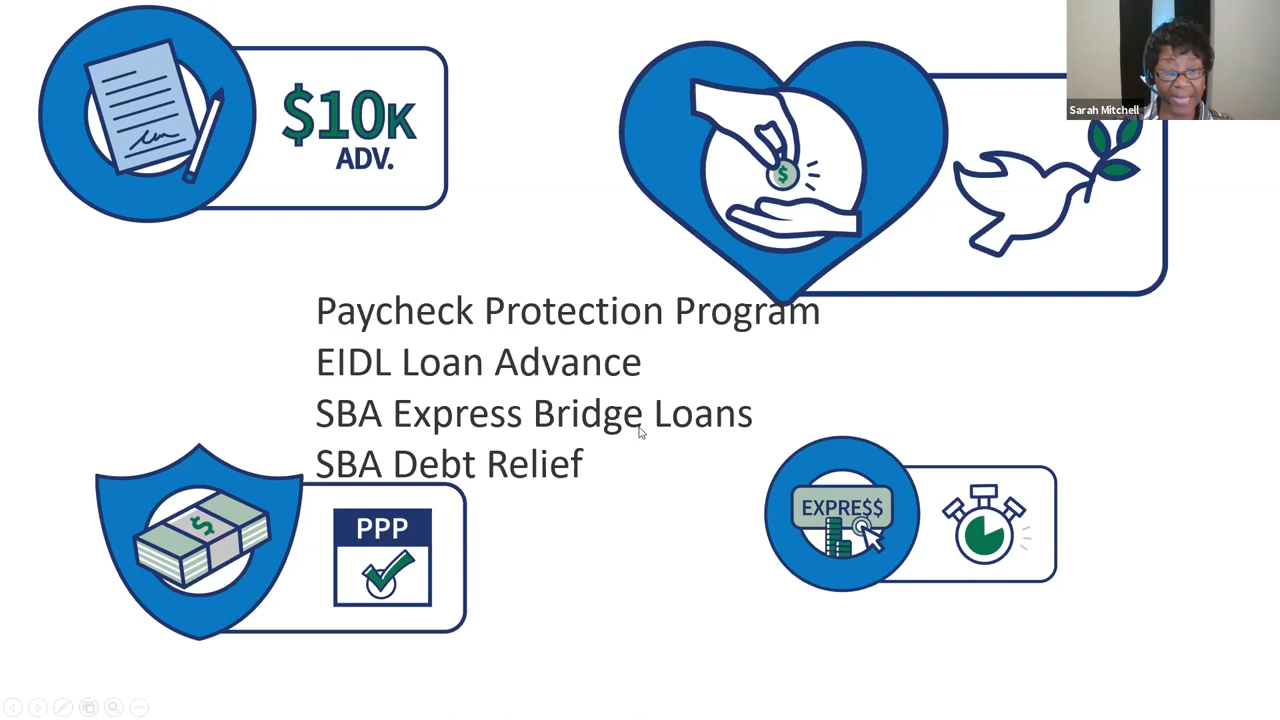 $10K
ADV.
Sarah Mitchell
$
Paycheck Protection Program
EIDL Loan Advance
SBA Express Bridge Loans
SBA Debt Relief
$
PPP
EXPRE$$